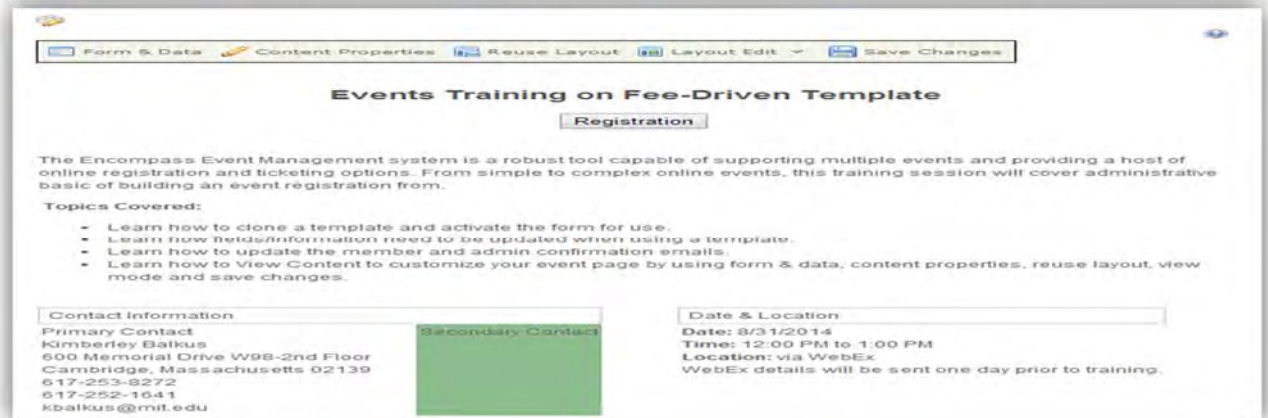 Form & Data Content Properties Reuse Layout Layout Edit Save Changes
Events Training on Fee-Driven Template
Registration
The Encompass Event Management system is a robust tool capable of supporting multiple events and providing a host of
online registration and ticketing options. From simple to complex online events, this training session will cover administrative
basic of building an event registration from.
Topics Covered:
• Learn how to clone a template and activate the form for use.
• Learn how fields/information need to be updated when using a template.
• Learn how to update the member and admin confirmation emails.
• Learn how to View Content to customize your event page by using form & data, content properties, reuse layout, view
mode and save changes.
Contact Information
Primary Contact
Kimberley Balkus
600 Memorial Drive W98-2nd Floor
Cambridge, Massachusetts 02139
617-253-8272
617-252-1641
kbalkus@mit.edu
Secondary Contact
Date & Location
Date: 8/31/2014
Time: 12:00 PM to 1:00 PM
Location: via WebEx
WebEx details will be sent one day prior to training.